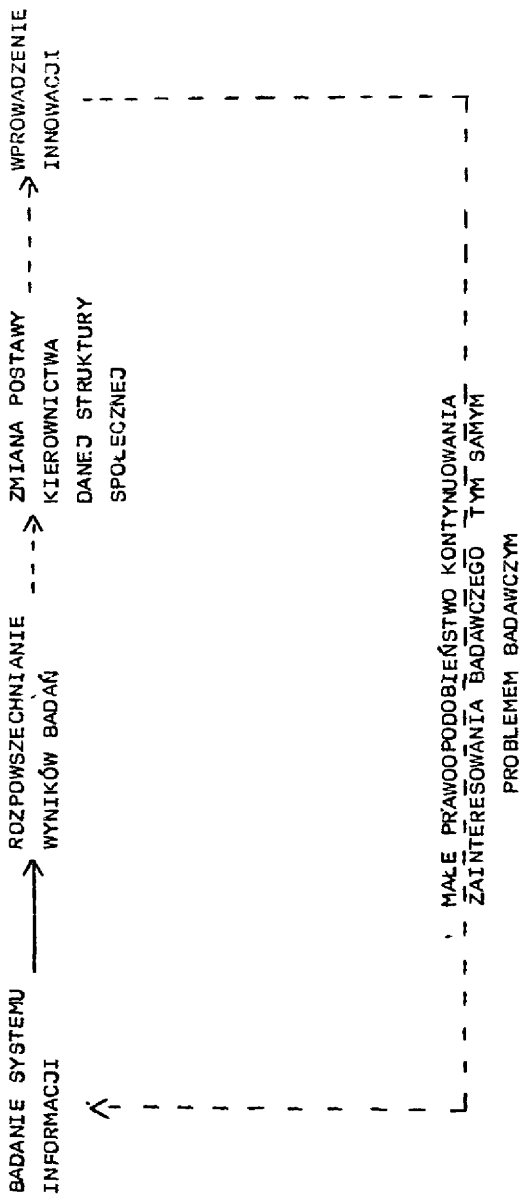 BADANIE SYSTEMU
INFORMACJI
ROZPOWSZECHNIANIE
WYNIKÓW BADAŃ
ZMIANA POSTAWY
KIEROWNICTWA
DANEJ STRUKTURY
SPOŁECZNEJ
WPROWADZENIE
INNOWACJI
MAŁE PRAWOOPODOBIEŃSTWO KONTYNUOWANIA
ZAINTERESOWANIA BADAWCZEGO TYM SAMYM
PROBLEMEM BADAWCZYM